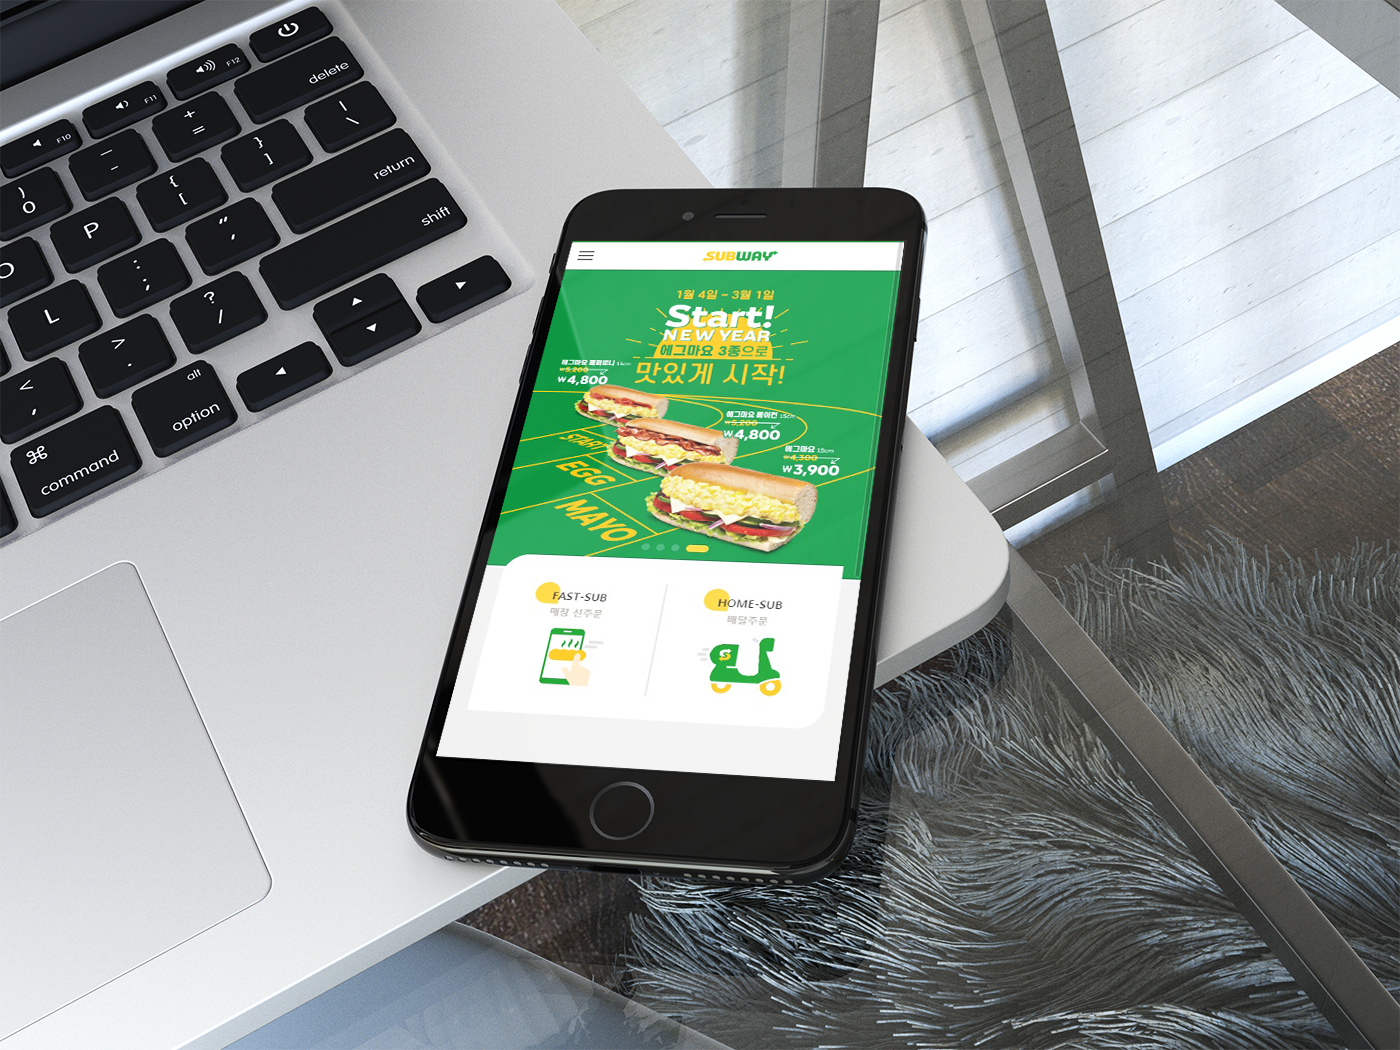 F10
F11
F12
delete
+
=
_
-
|
\
}
]
{
[
return
)
0
P
"
'
shift
O
:
;
?
/
L
>
.
alt
option
<
,
⌘
command
SUBWAY
1월 4일 ~ 3월 1일
Start!
NEW YEAR
에그마요 3종으로
맛있게 시작!
에그마요 페퍼로니 15cm
₩5,200
₩4,800
에그마요 베이컨 15cm
₩5,200
₩4,800
에그마요 15cm
₩4,300
₩3,900
START
EGG
MAYO
FAST-SUB
매장 선주문
HOME-SUB
배달주문